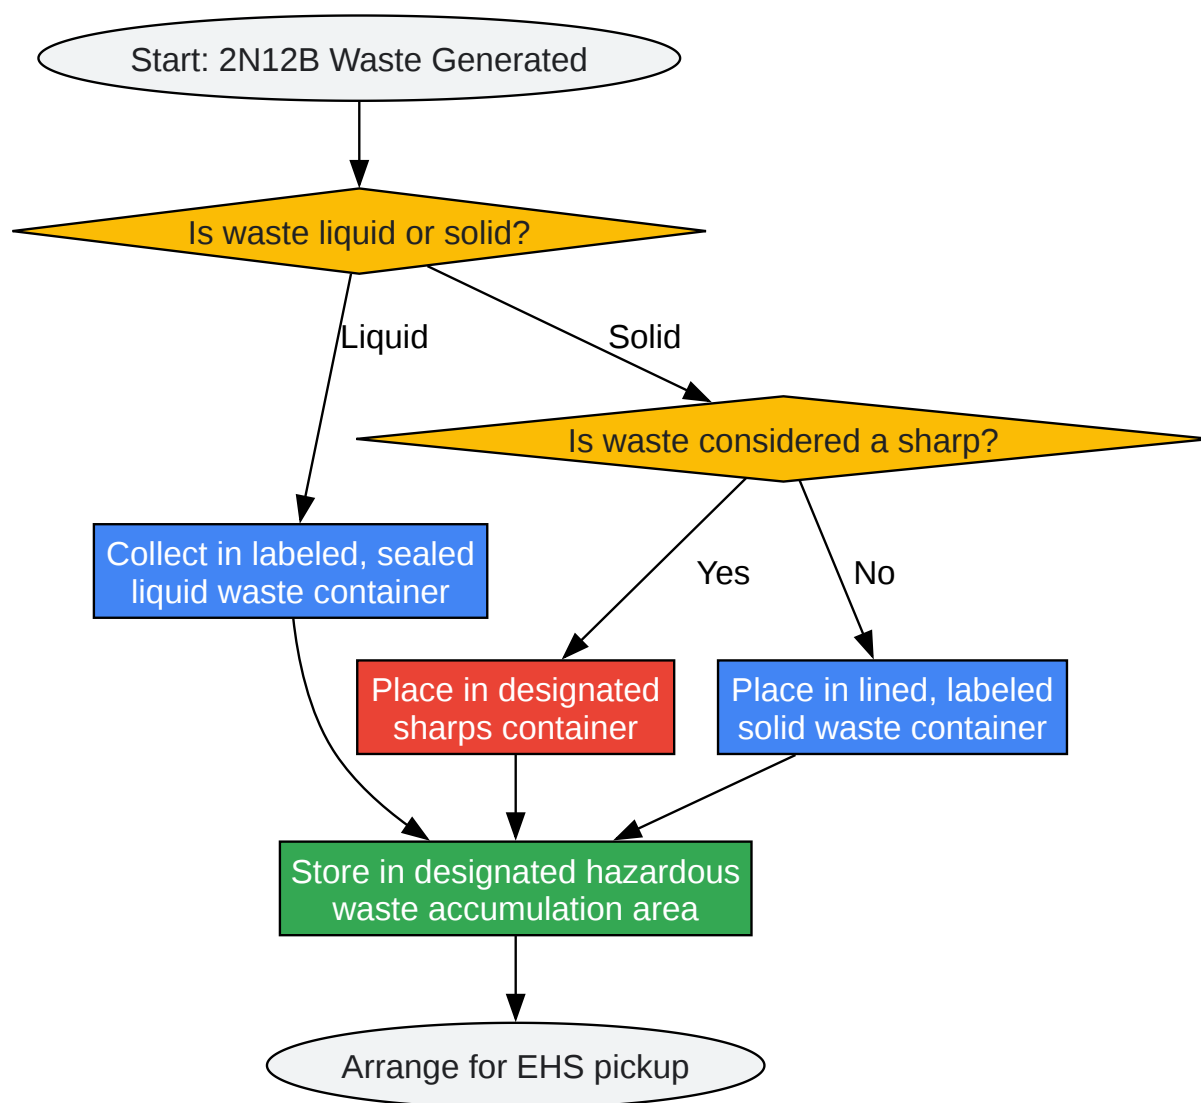 Start: 2N12B Waste Generated
Is waste liquid or solid?
Liquid
Solid
Is waste considered a sharp?
Collect in labeled, sealed
liquid waste container
Yes
No
Place in designated
sharps container
Place in lined, labeled
solid waste container
Store in designated hazardous
waste accumulation area
Arrange for EHS pickup